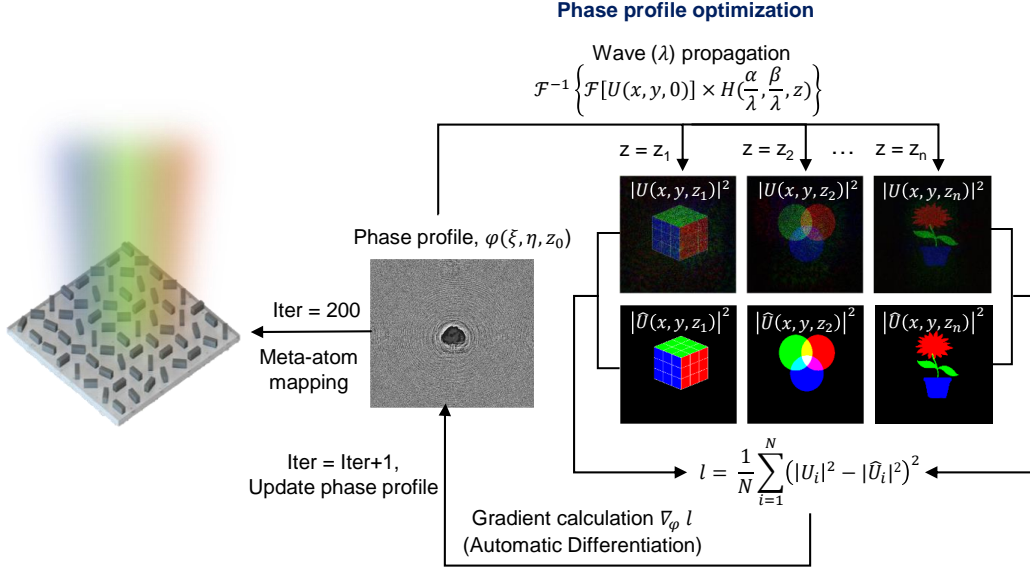 Phase profile optimization
Wave (λ) propagation
ℱ⁻¹{ℱ[U(x, y, 0)] × H(α/λ, β/λ, z)}
z = z₁ z = z₂ … z = zₙ
|U(x, y, z₁)|² |U(x, y, z₂)|² |U(x, y, zₙ)|²
Phase profile, φ(ξ, η, z₀)
Iter = 200
Meta-atom
mapping
|Û(x, y, z₁)|² |Û(x, y, z₂)|² |Û(x, y, zₙ)|²
Iter = Iter+1,
Update phase profile
l = 1/N ∑ᵢ₌₁ᴺ (|Uᵢ|² − |Ûᵢ|²)²
Gradient calculation ∇φ l
(Automatic Differentiation)